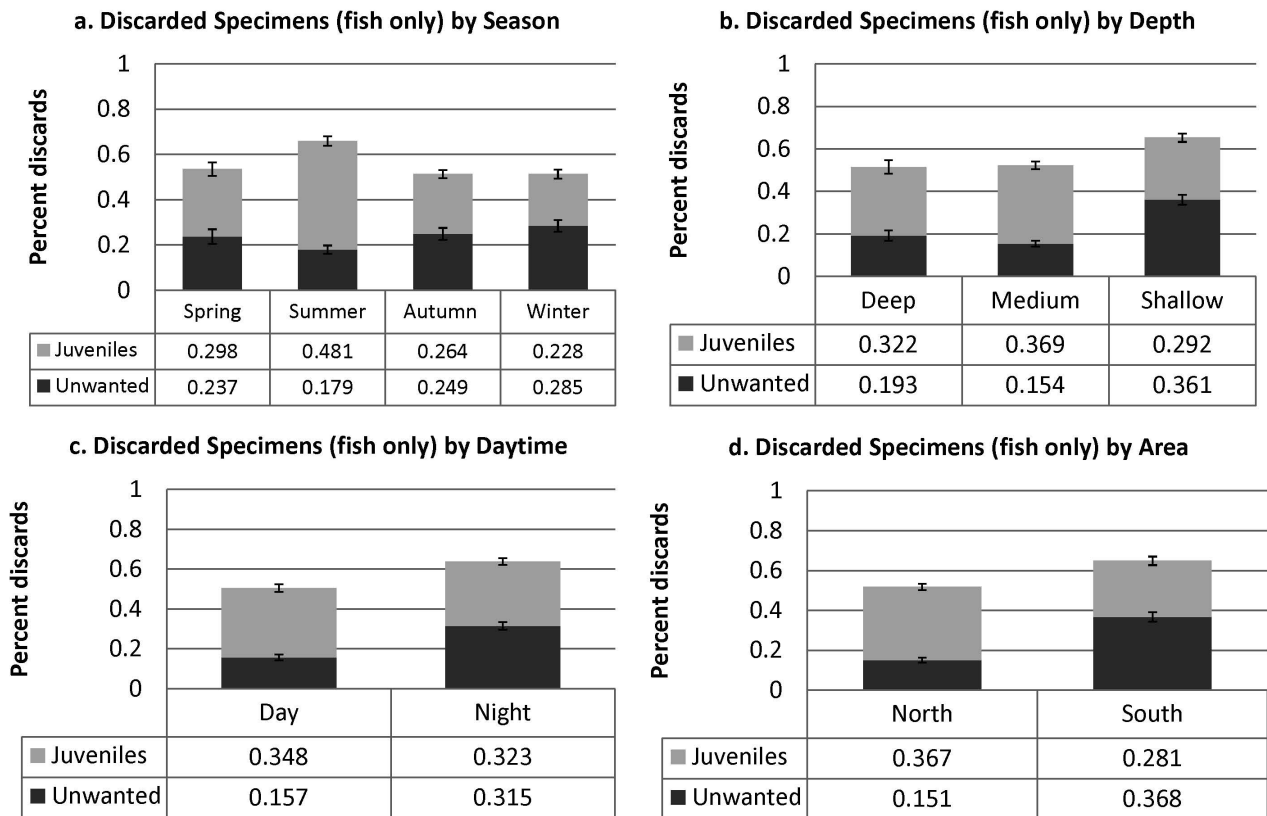 a. Discarded Specimens (fish only) by Season
Percent discards
1
0.8
0.6
0.4
0.2
0
Spring Summer Autumn Winter
Juveniles 0.298 0.481 0.264 0.228
Unwanted 0.237 0.179 0.249 0.285
b. Discarded Specimens (fish only) by Depth
Percent discards
1
0.8
0.6
0.4
0.2
0
Deep Medium Shallow
Juveniles 0.322 0.369 0.292
Unwanted 0.193 0.154 0.361
c. Discarded Specimens (fish only) by Daytime
Percent discards
1
0.8
0.6
0.4
0.2
0
Day Night
Juveniles 0.348 0.323
Unwanted 0.157 0.315
d. Discarded Specimens (fish only) by Area
Percent discards
1
0.8
0.6
0.4
0.2
0
North South
Juveniles 0.367 0.281
Unwanted 0.151 0.368